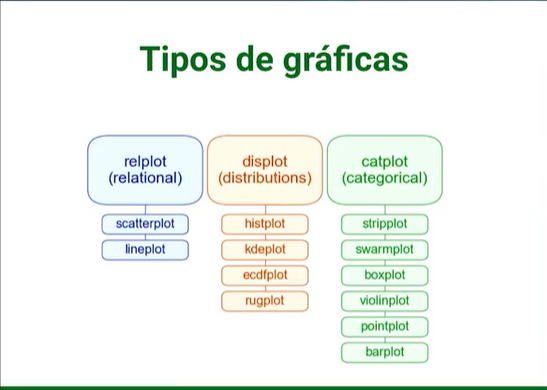 Tipos de gráficas
relplot
(relational)
scatterplot
lineplot
displot
(distributions)
histplot
kdeplot
ecdfplot
rugplot
catplot
(categorical)
stripplot
swarmplot
boxplot
violinplot
pointplot
barplot